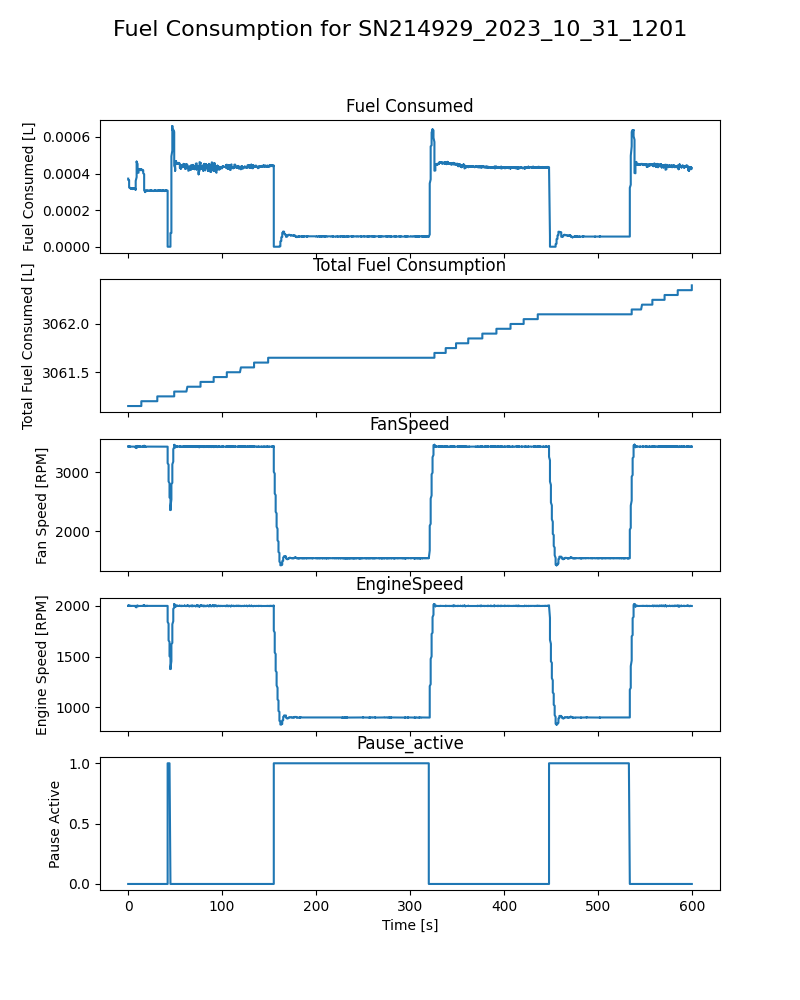 Fuel Consumption for SN214929_2023_10_31_1201
Fuel Consumed
Fuel Consumed [L]
0.0006
0.0004
0.0002
0.0000
Total Fuel Consumption
Total Fuel Consumed [L]
3062.0
3061.5
FanSpeed
Fan Speed [RPM]
3000
2000
EngineSpeed
Engine Speed [RPM]
2000
1500
1000
Pause_active
Pause Active
1.0
0.5
0.0
0 100 200 300 400 500 600
Time [s]